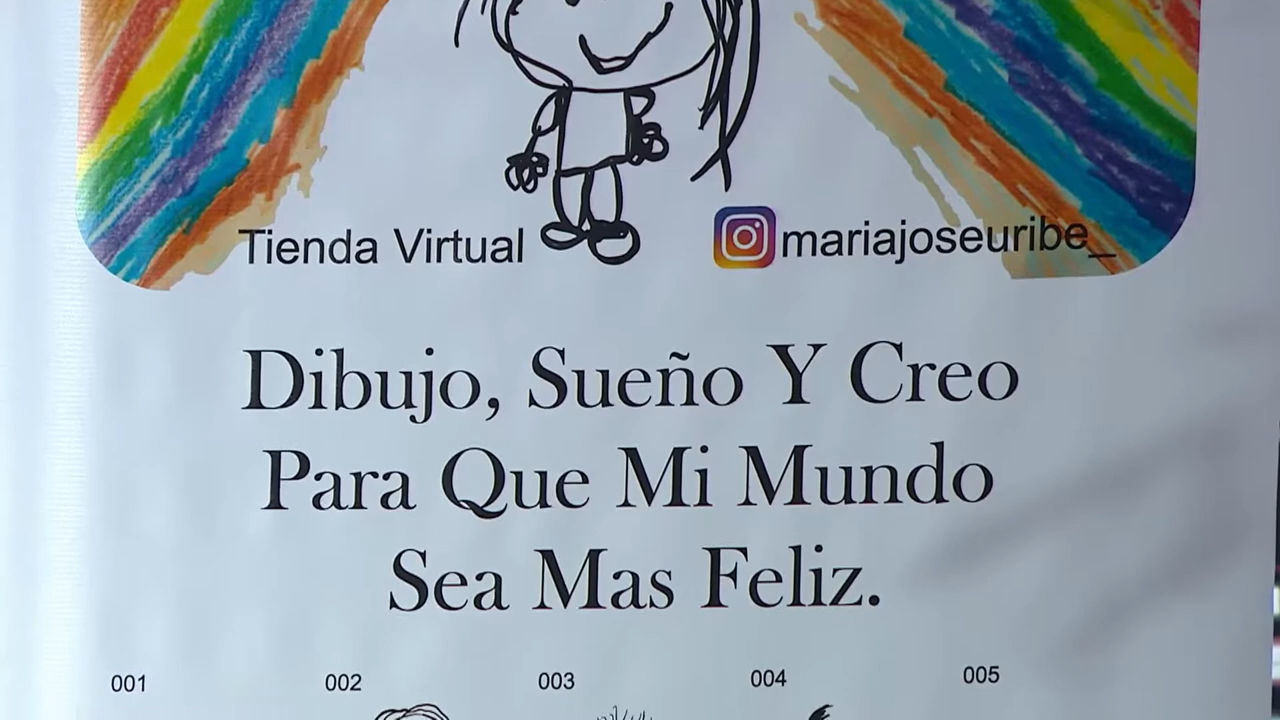 Tienda Virtual
mariajoseuribe_
Dibujo, Sueño Y Creo
Para Que Mi Mundo
Sea Mas Feliz.
001 002 003 004 005